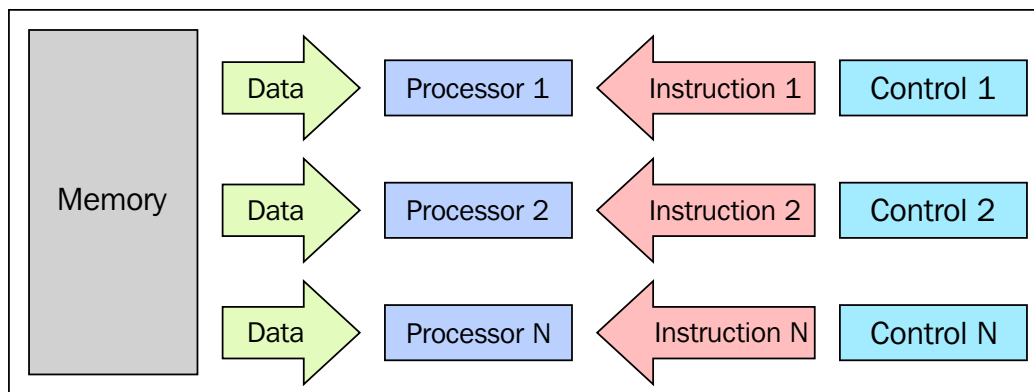 Data
Processor 1
Instruction 1
Control 1
Memory
Data
Processor 2
Instruction 2
Control 2
Data
Processor N
Instruction N
Control N